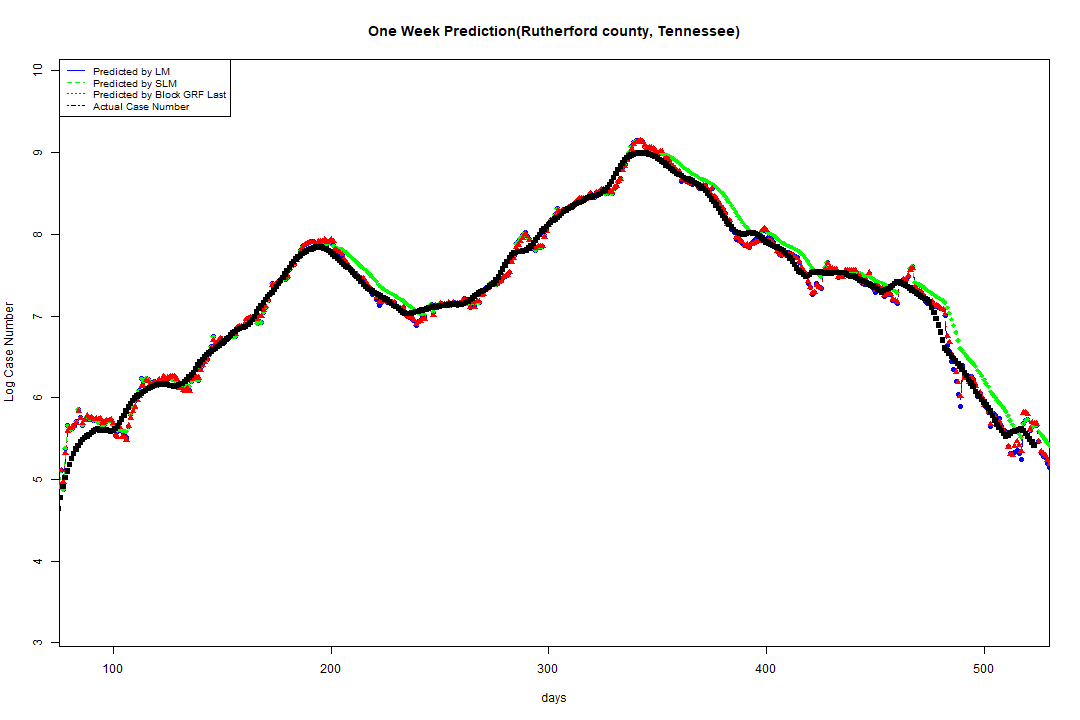 One Week Prediction(Rutherford county, Tennessee)
Predicted by LM
Predicted by SLM
Predicted by Block GRF Last
Actual Case Number
Log Case Number
10
9
8
7
6
5
4
3
100 200 300 400 500
days